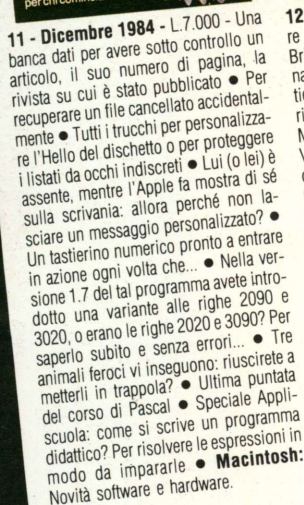 per chi comin
11 - Dicembre 1984 - L.7.000 - Una
banca dati per avere sotto controllo un
articolo, il suo numero di pagina, la
rivista su cui è stato pubblicato ● Per
recuperare un file cancellato accidental-
mente ● Tutti i trucchi per personalizza-
re l'Hello del dischetto o per proteggere
i listati da occhi indiscreti ● Lui (o lei) è
assente, mentre l'Apple fa mostra di sé
sulla scrivania: allora perché non la-
sciare un messaggio personalizzato? ●
Un tastierino numerico pronto a entrare
in azione ogni volta che... ● Nella ver-
sione 1.7 del tal programma avete intro-
dotto una variante alle righe 2090 e
3020, o erano le righe 2020 e 3090? Per
saperlo subito e senza errori... ● Tre
animali feroci vi inseguono: riuscirete a
metterli in trappola? ● Ultima puntata
del corso di Pascal ● Speciale Appli-
scuola: come si scrive un programma
didattico? Per risolvere le espressioni in
modo da impararle ● Macintosh:
Novità software e hardware.
12
re
Br